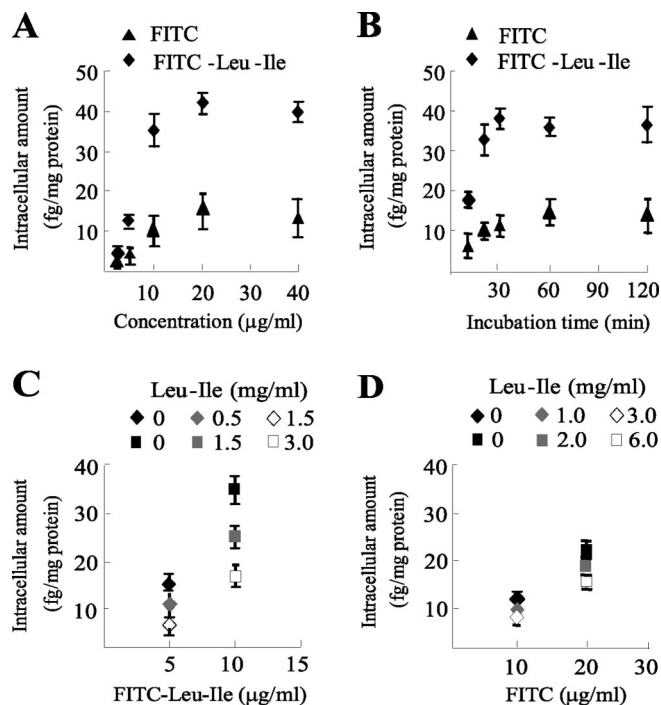 A
FITC
FITC -Leu -Ile
Intracellular amount
(fg/mg protein)
50
40
30
20
10
10 20 30 40
Concentration (μg/ml)
B
FITC
FITC -Leu -Ile
Intracellular amount
(fg/mg protein)
50
40
30
20
10
30 60 90 120
Incubation time (min)
C
Leu-Ile (mg/ml)
0 0.5 1.5
0 1.5 3.0
Intracellular amount
(fg/mg protein)
40
30
20
10
5 10 15
FITC-Leu-Ile (μg/ml)
D
Leu-Ile (mg/ml)
0 1.0 3.0
0 2.0 6.0
Intracellular amount
(fg/mg protein)
40
30
20
10
10 20 30
FITC (μg/ml)